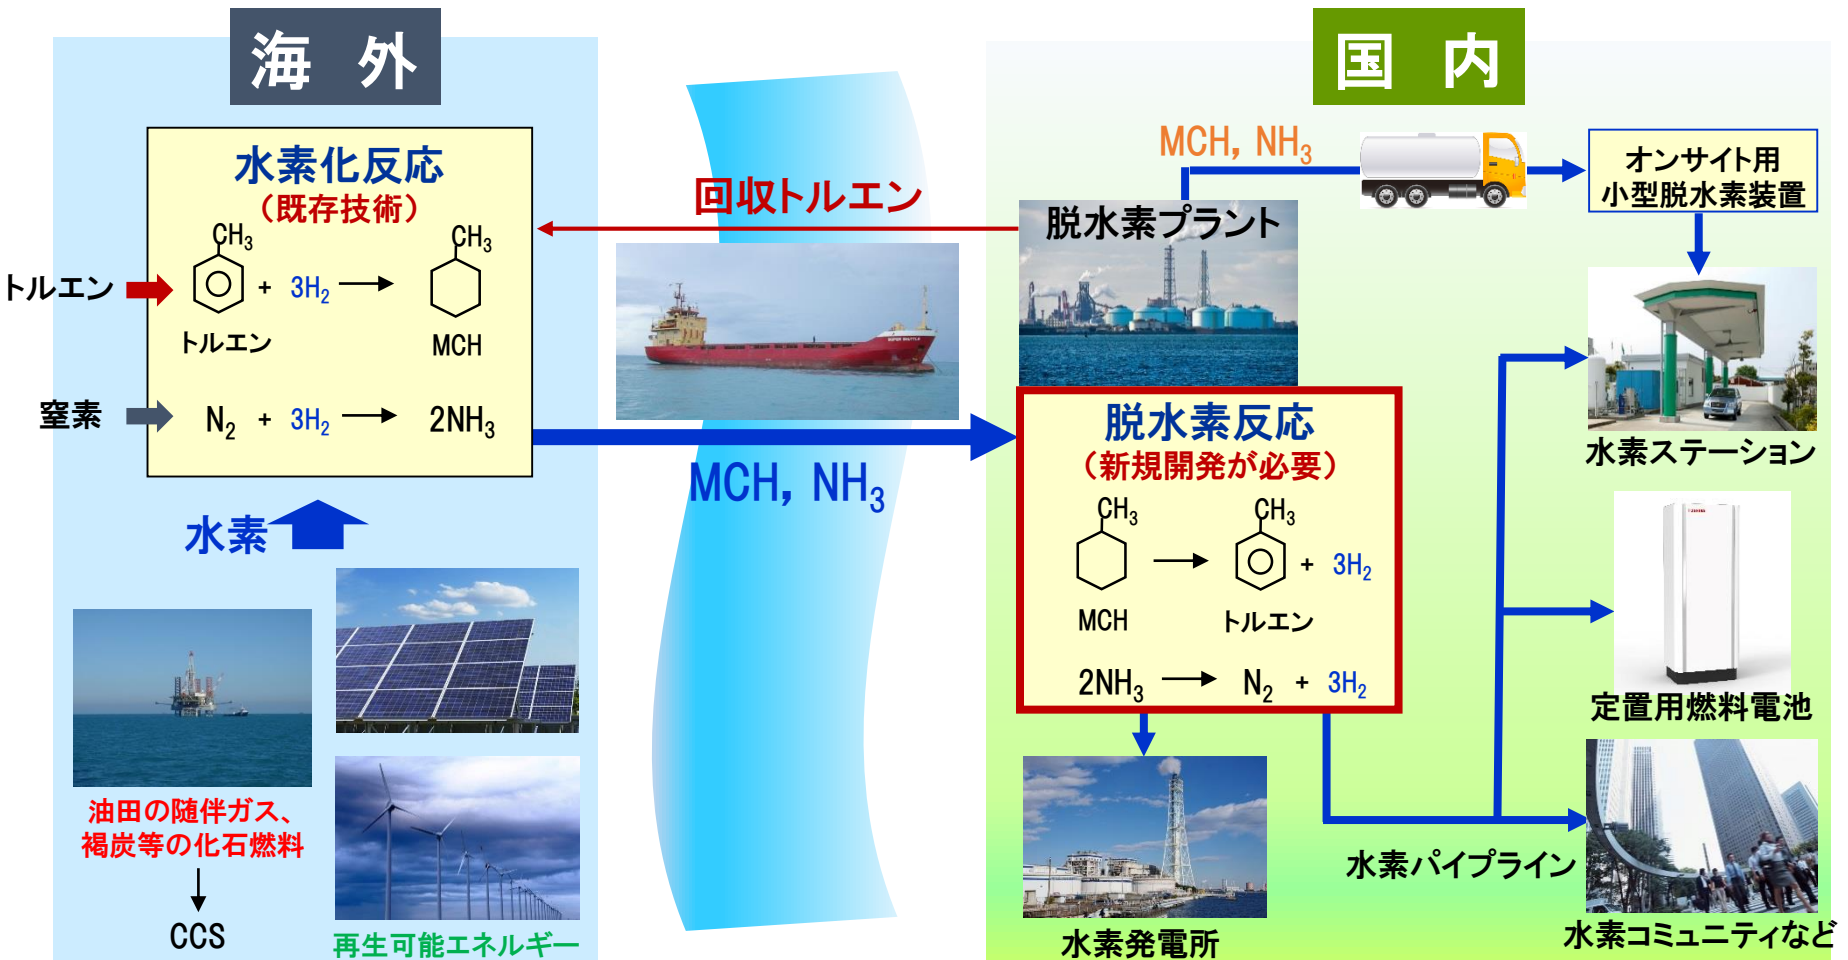 海 外
水素化反応
（既存技術）
CH3
CH3
トルエン
+ 3H2
トルエン
MCH
窒素
N2 + 3H2
2NH3
水素
油田の随伴ガス、
褐炭等の化石燃料
CCS
再生可能エネルギー
回収トルエン
MCH, NH3
国 内
MCH, NH3
オンサイト用
小型脱水素装置
脱水素プラント
脱水素反応
（新規開発が必要）
CH3
CH3
+ 3H2
MCH
トルエン
2NH3
N2 + 3H2
水素発電所
水素パイプライン
水素ステーション
定置用燃料電池
水素コミュニティなど